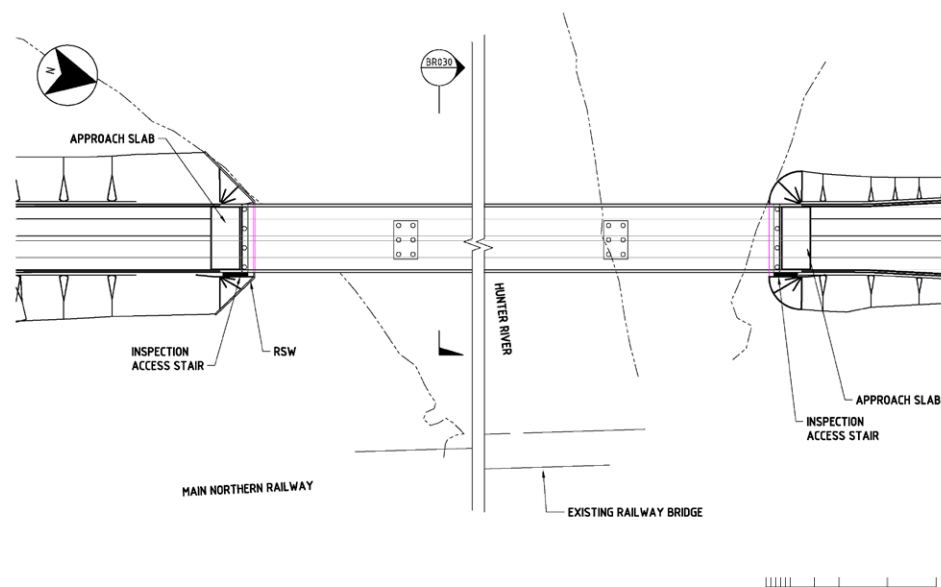 N
BR030
APPROACH SLAB
HUNTER RIVER
INSPECTION
ACCESS STAIR
RSW
APPROACH SLAB
INSPECTION
ACCESS STAIR
MAIN NORTHERN RAILWAY
EXISTING RAILWAY BRIDGE